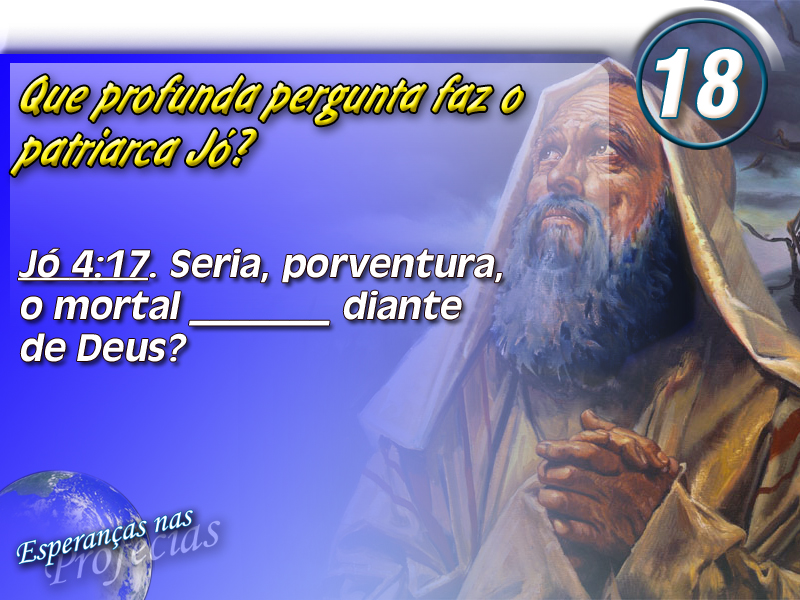 18
Que profunda pergunta faz o
patriarca Jó?
Jó 4:17. Seria, porventura,
o mortal _______ diante
de Deus?
Esperanças nas
Profecias